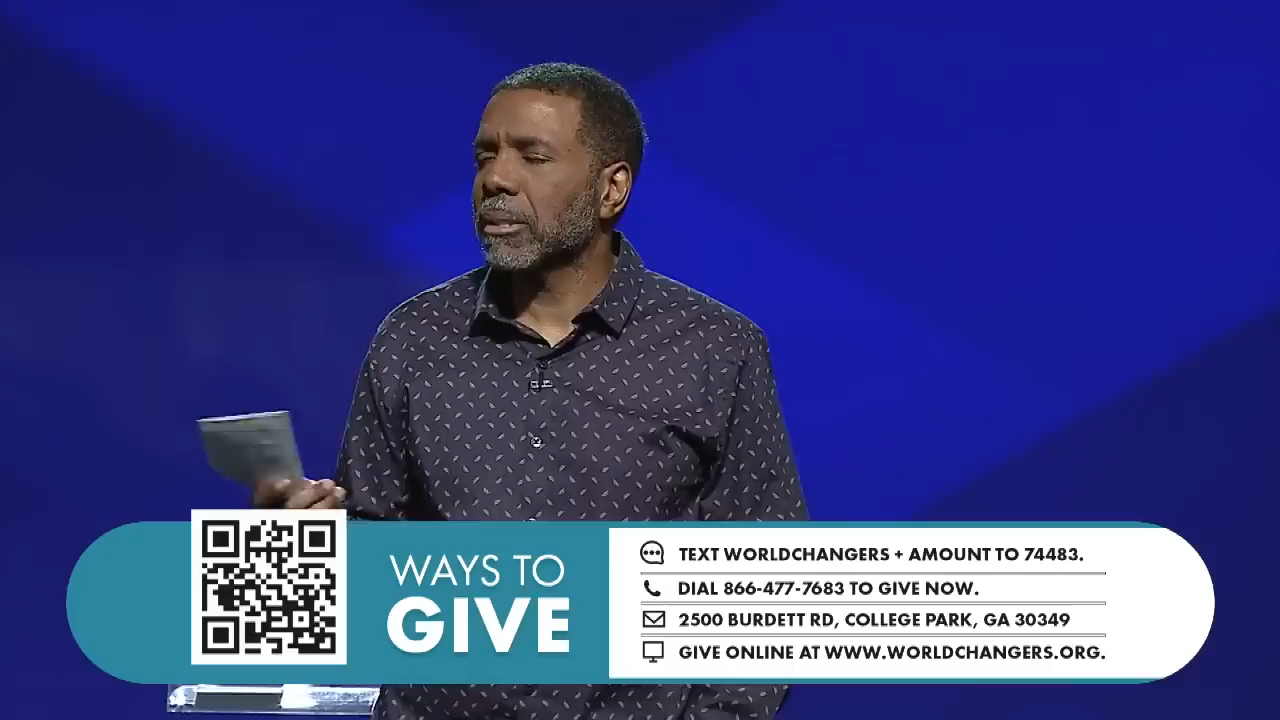 WAYS TO
GIVE
TEXT WORLDCHANGERS + AMOUNT TO 74483.
DIAL 866-477-7683 TO GIVE NOW.
2500 BURDETT RD, COLLEGE PARK, GA 30349
GIVE ONLINE AT WWW.WORLDCHANGERS.ORG.